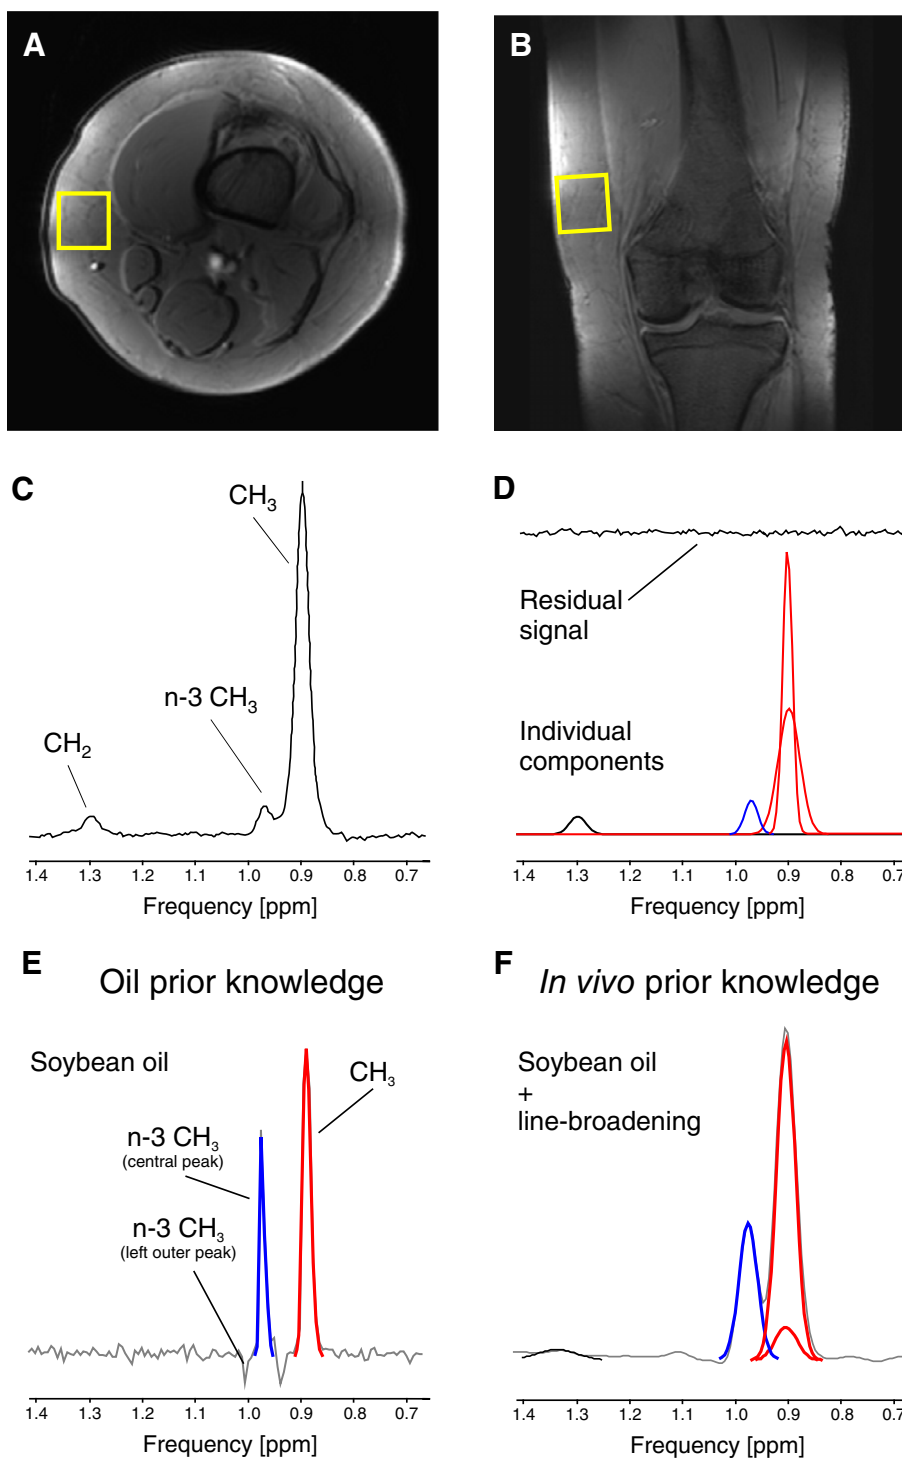 A
B
C
CH₃
n-3 CH₃
CH₂
1.4 1.3 1.2 1.1 1.0 0.9 0.8 0.7
Frequency [ppm]
D
Residual
signal
Individual
components
1.4 1.3 1.2 1.1 1.0 0.9 0.8 0.7
Frequency [ppm]
E Oil prior knowledge
Soybean oil
CH₃
n-3 CH₃
(central peak)
n-3 CH₃
(left outer peak)
1.4 1.3 1.2 1.1 1.0 0.9 0.8 0.7
Frequency [ppm]
F In vivo prior knowledge
Soybean oil
+
line-broadening
1.4 1.3 1.2 1.1 1.0 0.9 0.8 0.7
Frequency [ppm]